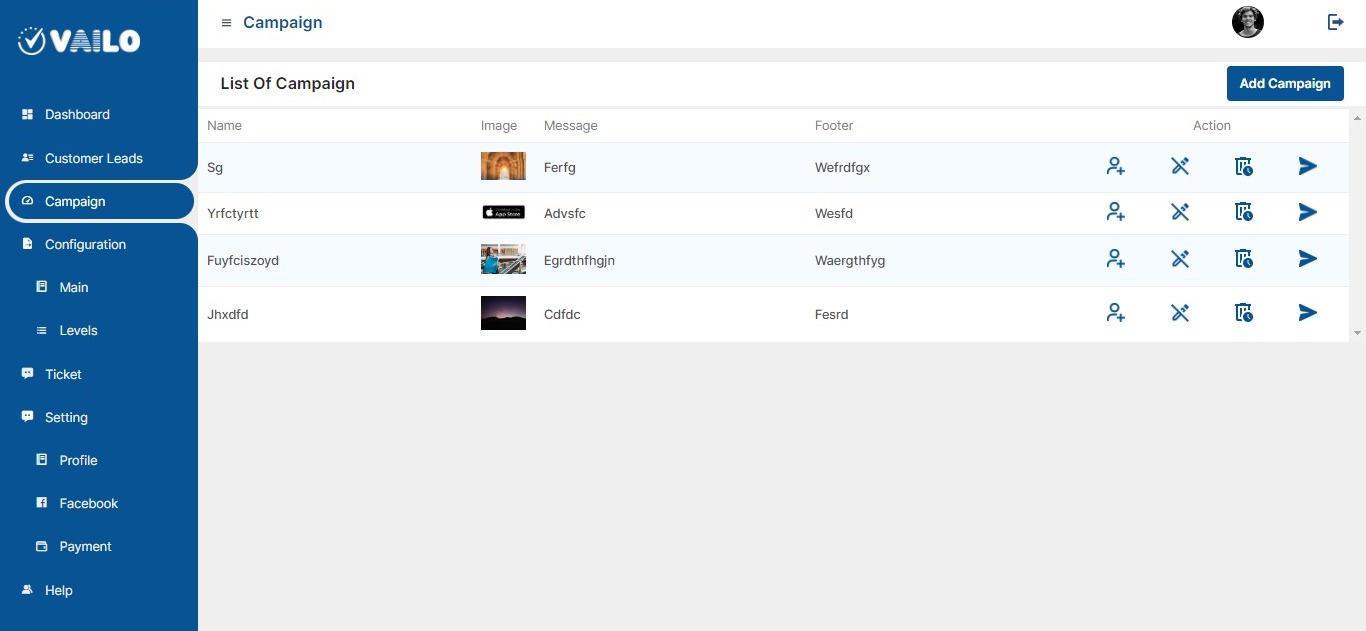 VAILO
Campaign
List Of Campaign
Add Campaign
Dashboard
Customer Leads
Campaign
Configuration
Main
Levels
Ticket
Setting
Profile
Facebook
Payment
Help
Name Image Message Footer Action
Sg Ferfg Wefrdfgx
Yrfctyrtt App Store Advsfc Wesfd
Fuyfciszoyd Egrdthfhgjn Waergthfyg
Jhxdfd Cdfdc Fesrd